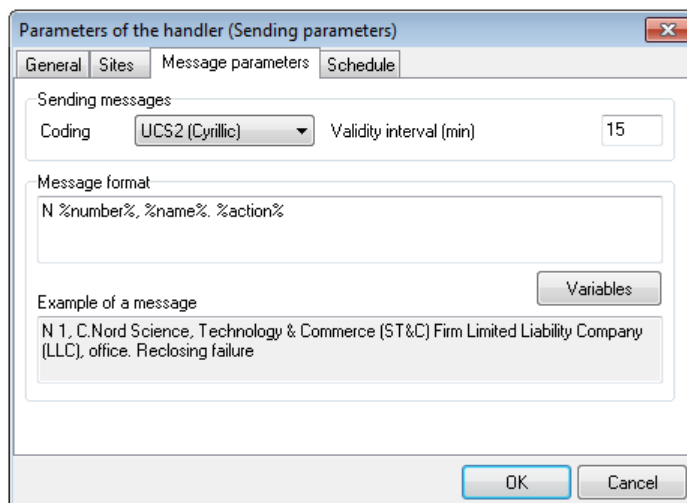 Parameters of the handler (Sending parameters)
General Sites Message parameters Schedule
Sending messages
Coding UCS2 (Cyrillic) Validity interval (min) 15
Message format
N %number%, %name%. %action%
Variables
Example of a message
N 1, C.Nord Science, Technology & Commerce (ST&C) Firm Limited Liability Company
(LLC), office. Reclosing failure
OK Cancel